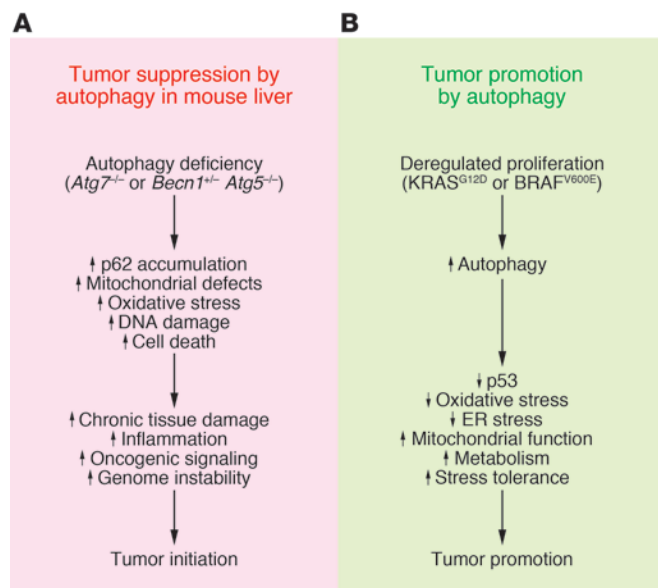 A
Tumor suppression by
autophagy in mouse liver
Autophagy deficiency
(Atg7–/– or Becn1+/– Atg5–/–)
↑ p62 accumulation
↑ Mitochondrial defects
↑ Oxidative stress
↑ DNA damage
↑ Cell death
↑ Chronic tissue damage
↑ Inflammation
↑ Oncogenic signaling
↑ Genome instability
Tumor initiation
B
Tumor promotion
by autophagy
Deregulated proliferation
(KRASG12D or BRAFV600E)
↑ Autophagy
↓ p53
↓ Oxidative stress
↓ ER stress
↑ Mitochondrial function
↑ Metabolism
↑ Stress tolerance
Tumor promotion